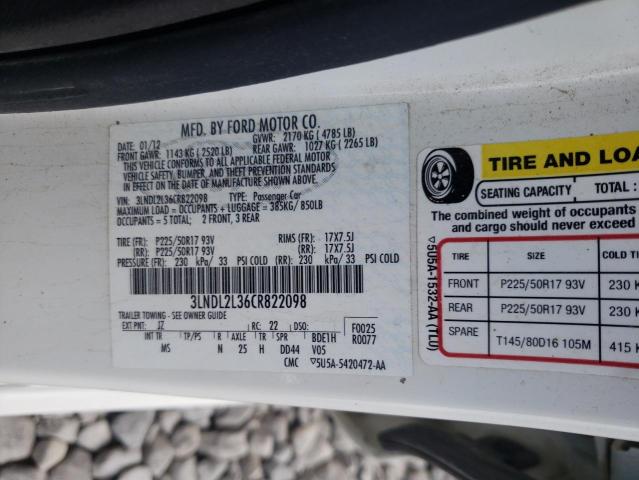 MFD. BY FORD MOTOR CO.
DATE: 01/12 GVWR: 2170 KG ( 4785 LB)
FRONT GAWR: 1143 KG ( 2520 LB) REAR GAWR: 1027 KG ( 2265 LB)
THIS VEHICLE CONFORMS TO ALL APPLICABLE FEDERAL MOTOR
VEHICLE SAFETY, BUMPER, AND THEFT PREVENTION STANDARDS
IN EFFECT ON THE DATE OF MANUFACTURE SHOWN ABOVE.
VIN: 3LNDL2L36CR822098 TYPE: Passenger Car
MAXIMUM LOAD = OCCUPANTS + LUGGAGE = 385KG/ 850LB
OCCUPANTS = 5 TOTAL; 2 FRONT, 3 REAR
TIRE (FR): P225/50R17 93V RIMS (FR): 17X7.5J
(RR): P225/50R17 93V (RR): 17X7.5J
PRESSURE (FR): 230 kPa/ 33 PSI COLD (RR): 230 kPa/ 33 PSI COLD
3LNDL2L36CR822098
TRAILER TOWING - SEE OWNER GUIDE
EXT PNT: JZ RC: 22 DSO: F0025
INT TR TP/PS R AXLE TR SPR BDE1H R0077
MS N 25 H DD44 V05
CMC ▽5U5A-5420472-AA
TIRE AND LOA
SEATING CAPACITY TOTAL :
The combined weight of occupants
and cargo should never exceed
▽5U5A-1532-AA (TLU)
TIRE SIZE COLD TI
FRONT P225/50R17 93V 230 K
REAR P225/50R17 93V 230 K
SPARE T145/80D16 105M 415 K